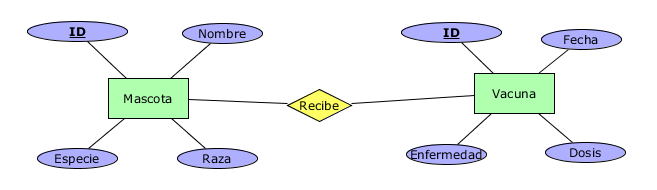 ID
Nombre
ID
Fecha
Mascota
Recibe
Vacuna
Especie
Raza
Enfermedad
Dosis